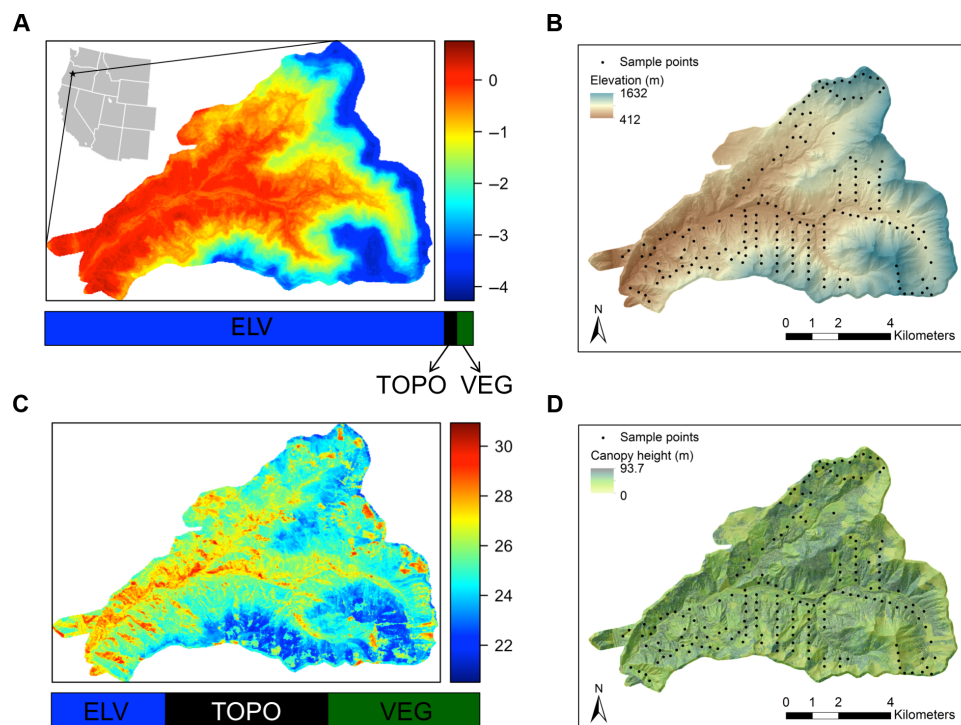 A
0
−1
−2
−3
−4
ELV
TOPO VEG
B
Sample points
Elevation (m)
1632
412
N
0 1 2 4
Kilometers
C
30
28
26
24
22
ELV TOPO VEG
D
Sample points
Canopy height (m)
93.7
0
N
0 1 2 4
Kilometers